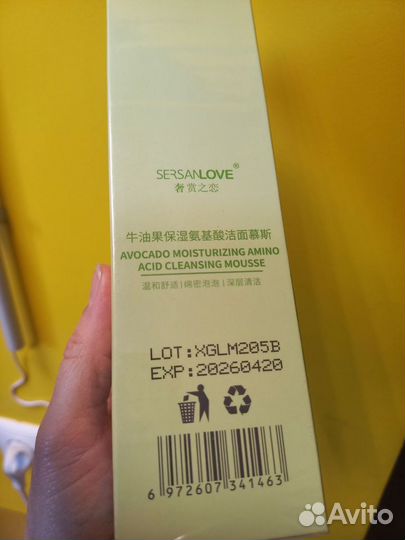 SERSANLOVE®
奢赏之恋
牛油果保湿氨基酸洁面慕斯
AVOCADO MOISTURIZING AMINO
ACID CLEANSING MOUSSE
温和舒适|绵密泡泡|深层清洁
LOT:XGLM205B
EXP:20260420
6 972607 341463
Avito